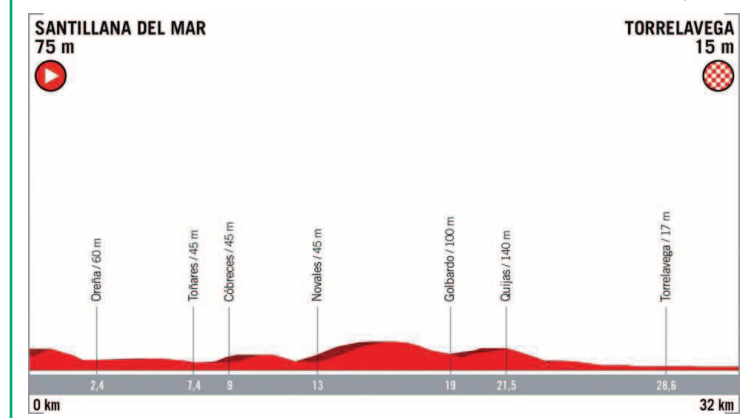 SANTILLANA DEL MAR
75 m
TORRELAVEGA
15 m
Oreña / 60 m
Toñares / 45 m
Cóbreces / 45 m
Novales / 45 m
Golbardo / 100 m
Quijas / 140 m
Torrelavega / 17 m
2,4
7,4
9
13
19
21,5
28,6
0 km
32 km